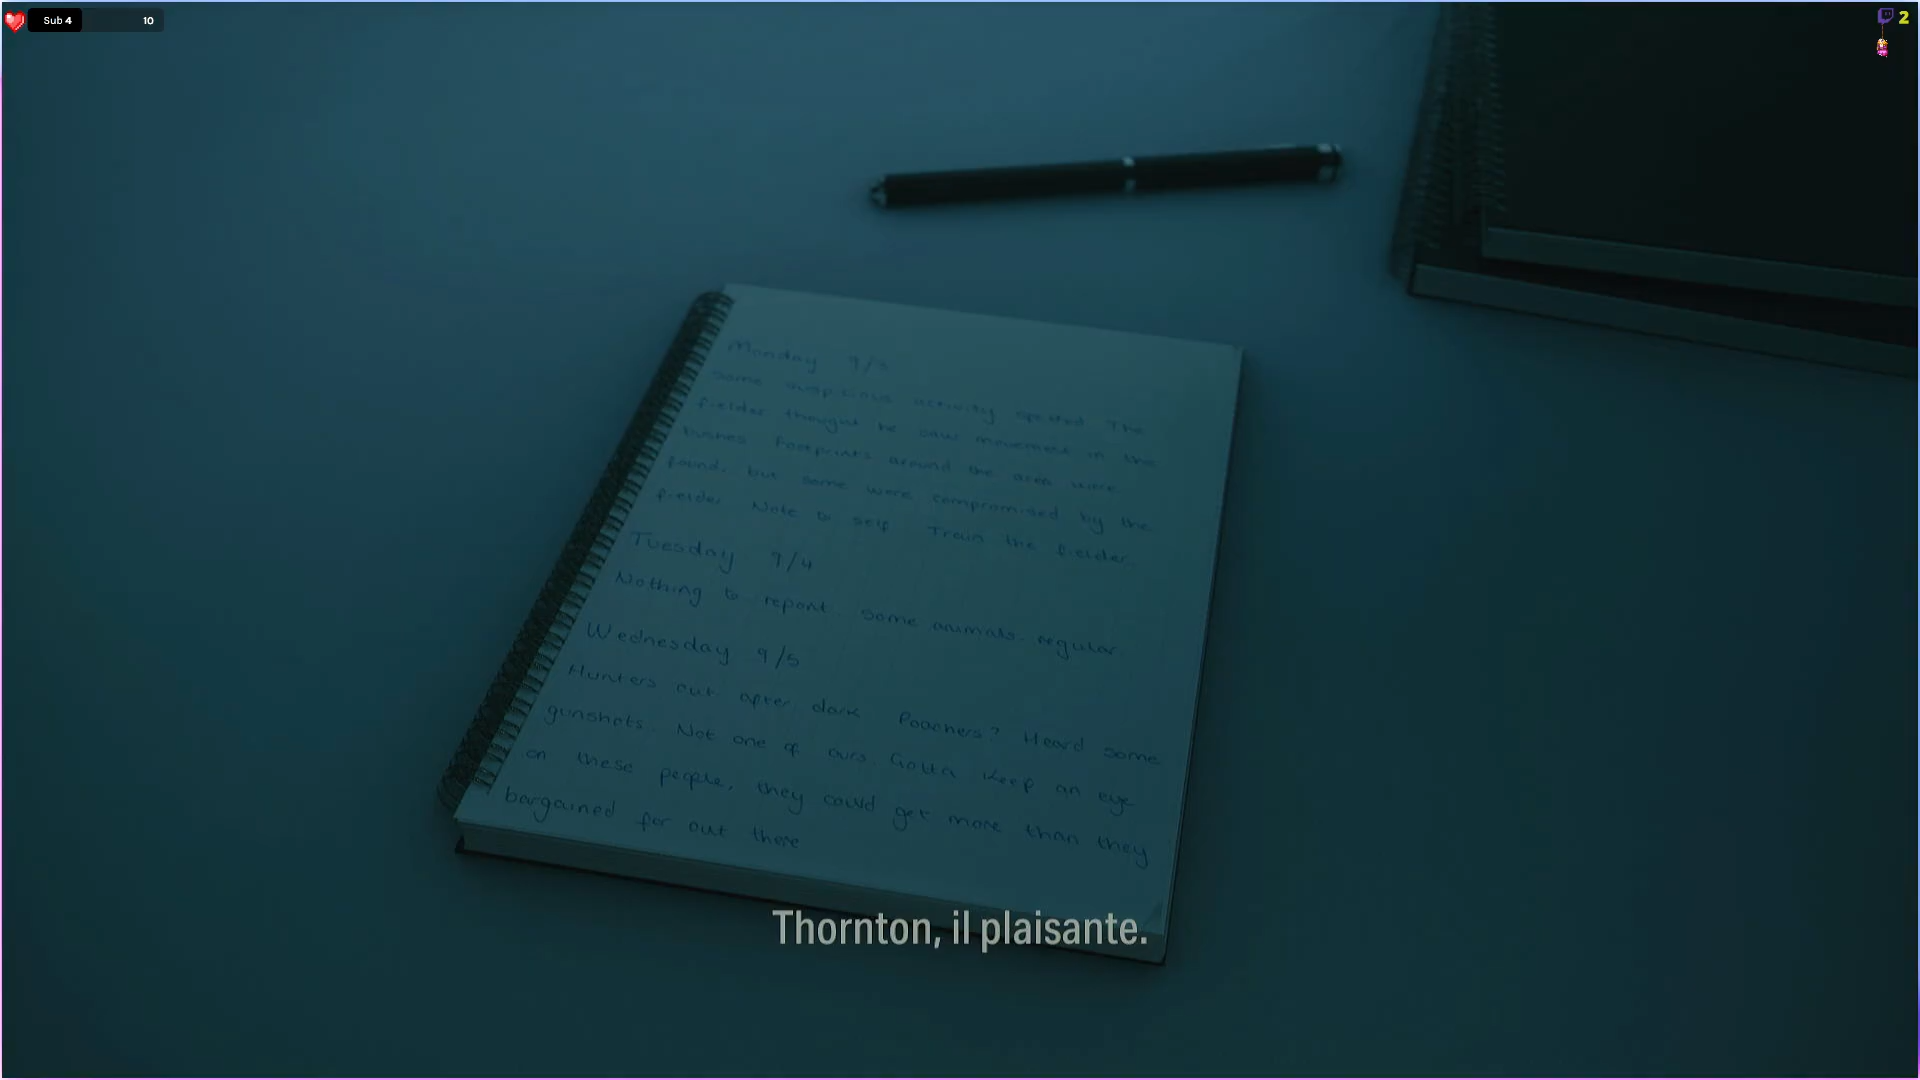 Sub 4
10
2
Monday 9/3
Some suspicious activity spotted The
fielder thought he saw movement in the
bushes Footprints around the area were
found, but some were compromised by the
fielder Note to self Train the fielder.
Tuesday 9/4
Nothing to report. Some animals. regular.
Wednesday 9/5
Hunters out after dark Poachers? Heard some
gunshots. Not one of ours. Gotta keep an eye
on these people, they could get more than they
bargained for out there
Thornton, il plaisante.